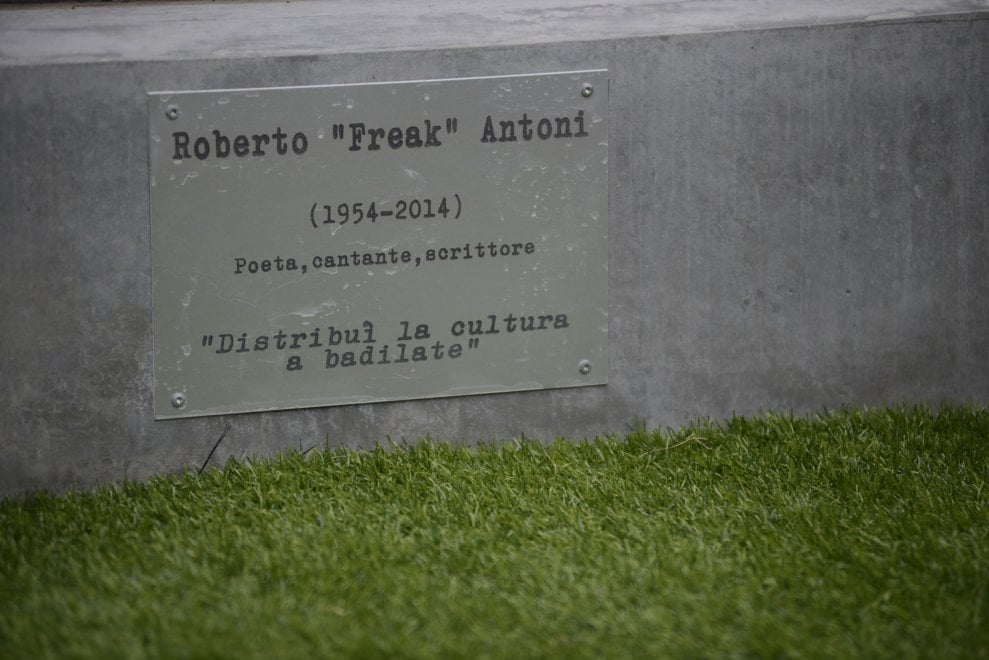 Roberto "Freak" Antoni
(1954-2014)
Poeta,cantante,scrittore
"Distribuì la cultura
a badilate"